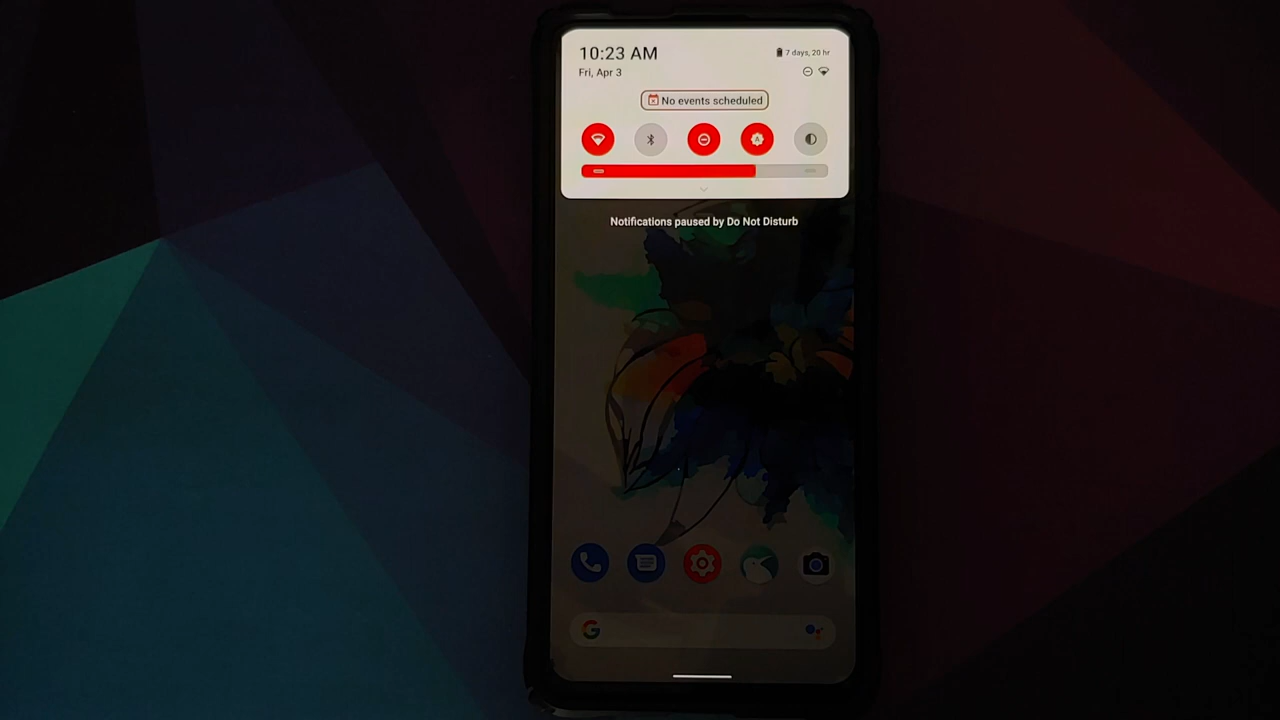 10:23 AM
7 days, 20 hr
Fri, Apr 3
No events scheduled
Notifications paused by Do Not Disturb